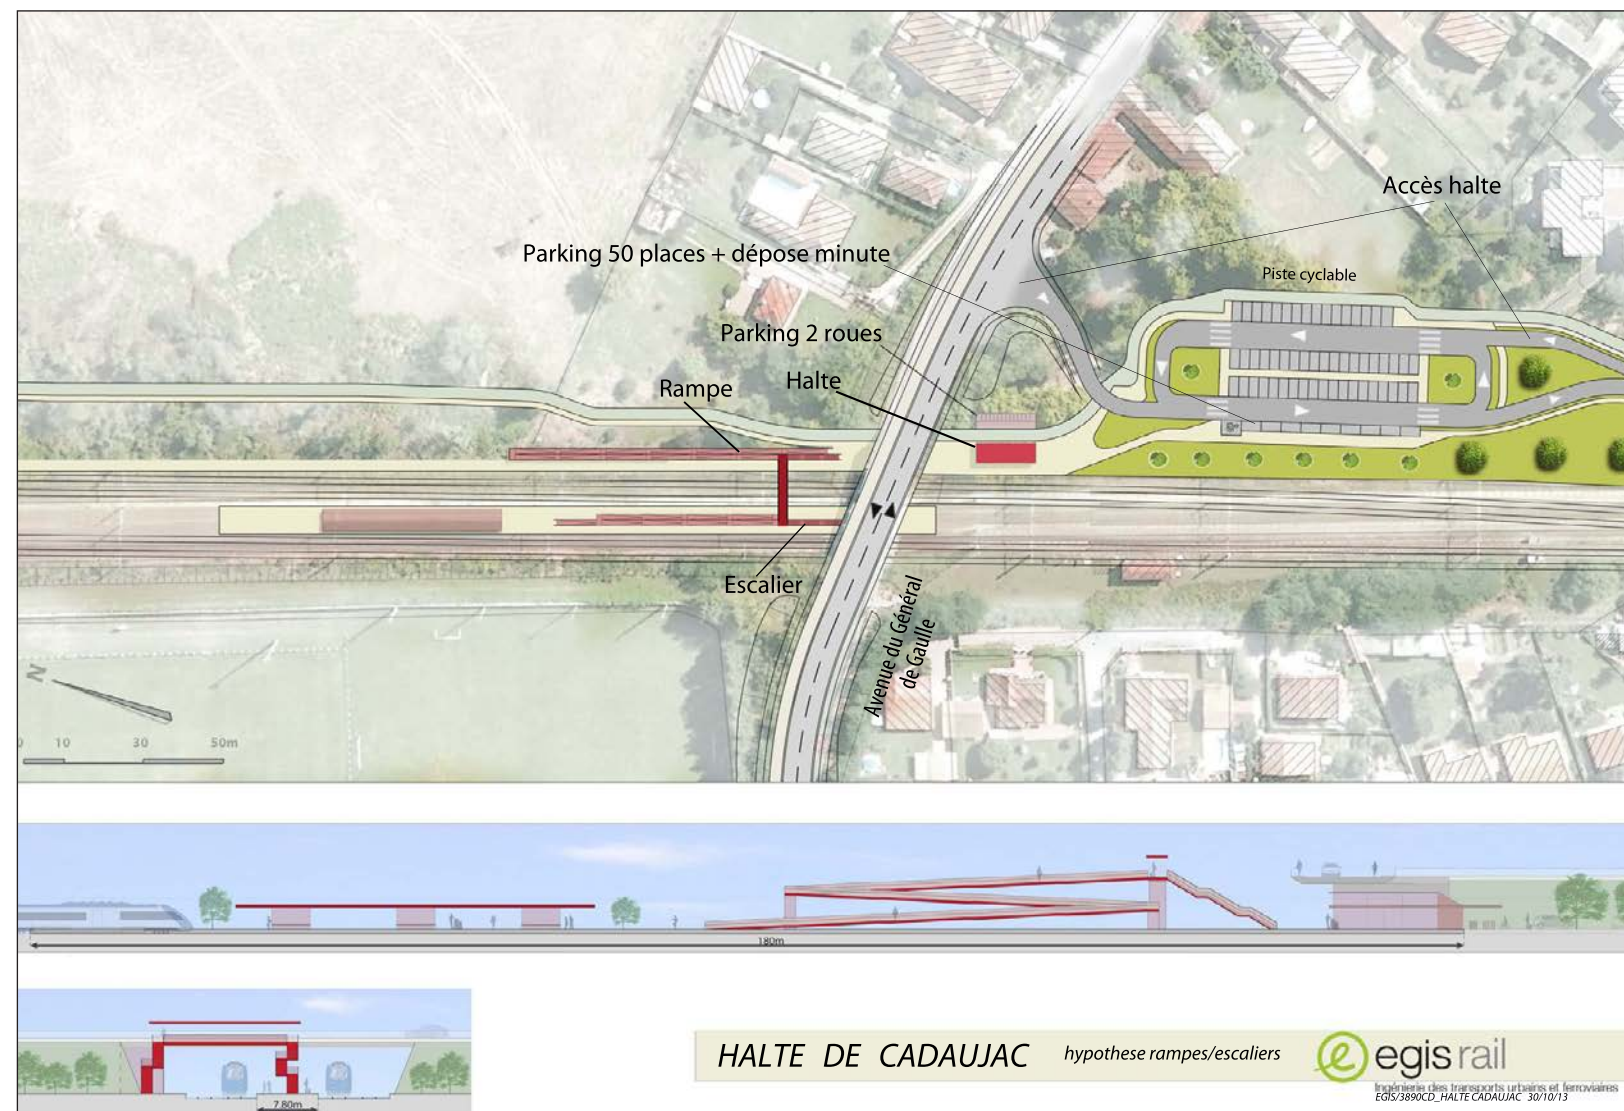 Accès halte
Parking 50 places + dépose minute
Piste cyclable
Parking 2 roues
Halte
Rampe
Escalier
Avenue du Général
de Gaulle
N
0 10 30 50m
180m
7.80m
HALTE DE CADAUJAC hypothese rampes/escaliers
egis rail
Ingénierie des transports urbains et ferroviaires
EGIS/3890CD_HALTE CADAUJAC 30/10/13